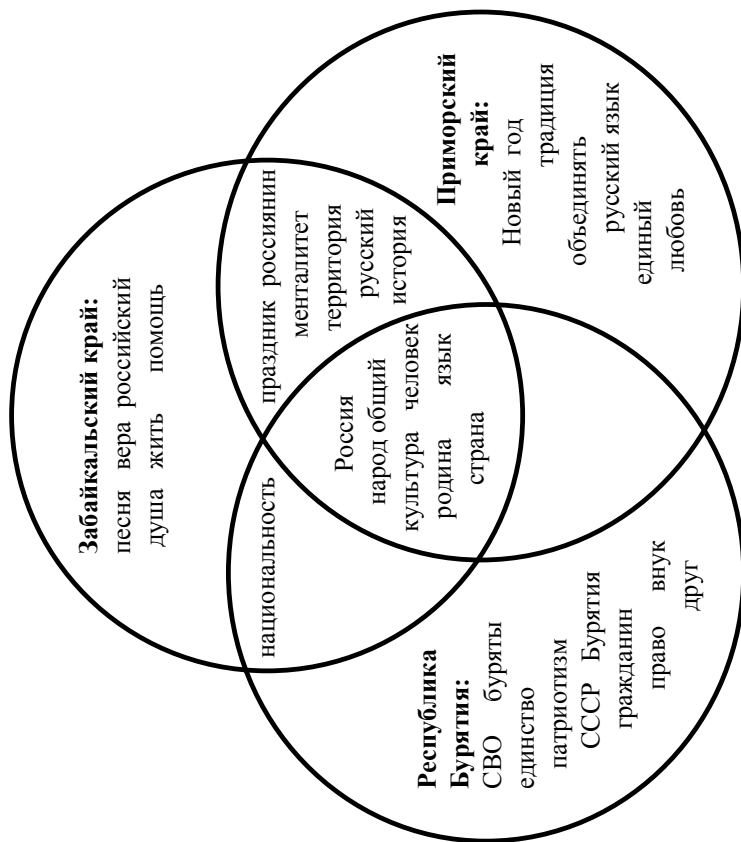 Забайкальский край:
песня вера российский
душа жить помощь
национальность
праздник россиянин
менталитет
территория
русский
история
Россия
народ общий
культура человек
родина язык
страна
Республика
Бурятия:
СВО буряты
единство
патриотизм
СССР Бурятия
гражданин
право внук
друг
Приморский
край:
Новый год
традиция
объединять
русский язык
единый
любовь